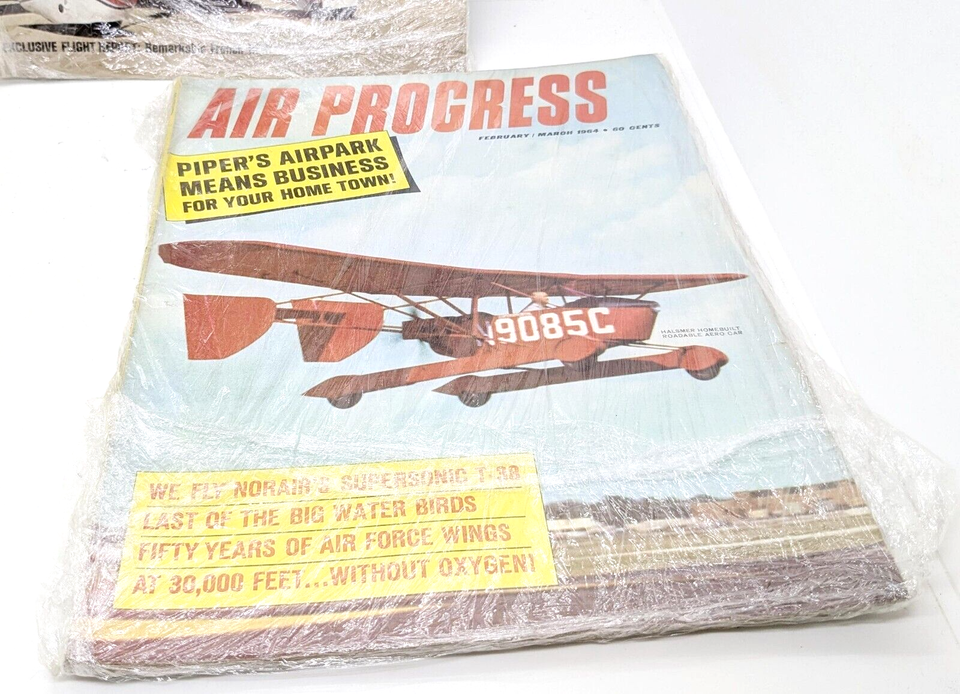 EXCLUSIVE FLIGHT REPORT: Remarkable French
AIR PROGRESS
FEBRUARY / MARCH 1964 • 60 CENTS
PIPER'S AIRPARK
MEANS BUSINESS
FOR YOUR HOME TOWN!
N9085C
HALSMER HOMEBUILT
ROADABLE AERO-CAR
WE FLY NORAIR'S SUPERSONIC T-38
LAST OF THE BIG WATER BIRDS
FIFTY YEARS OF AIR FORCE WINGS
AT 30,000 FEET...WITHOUT OXYGEN!